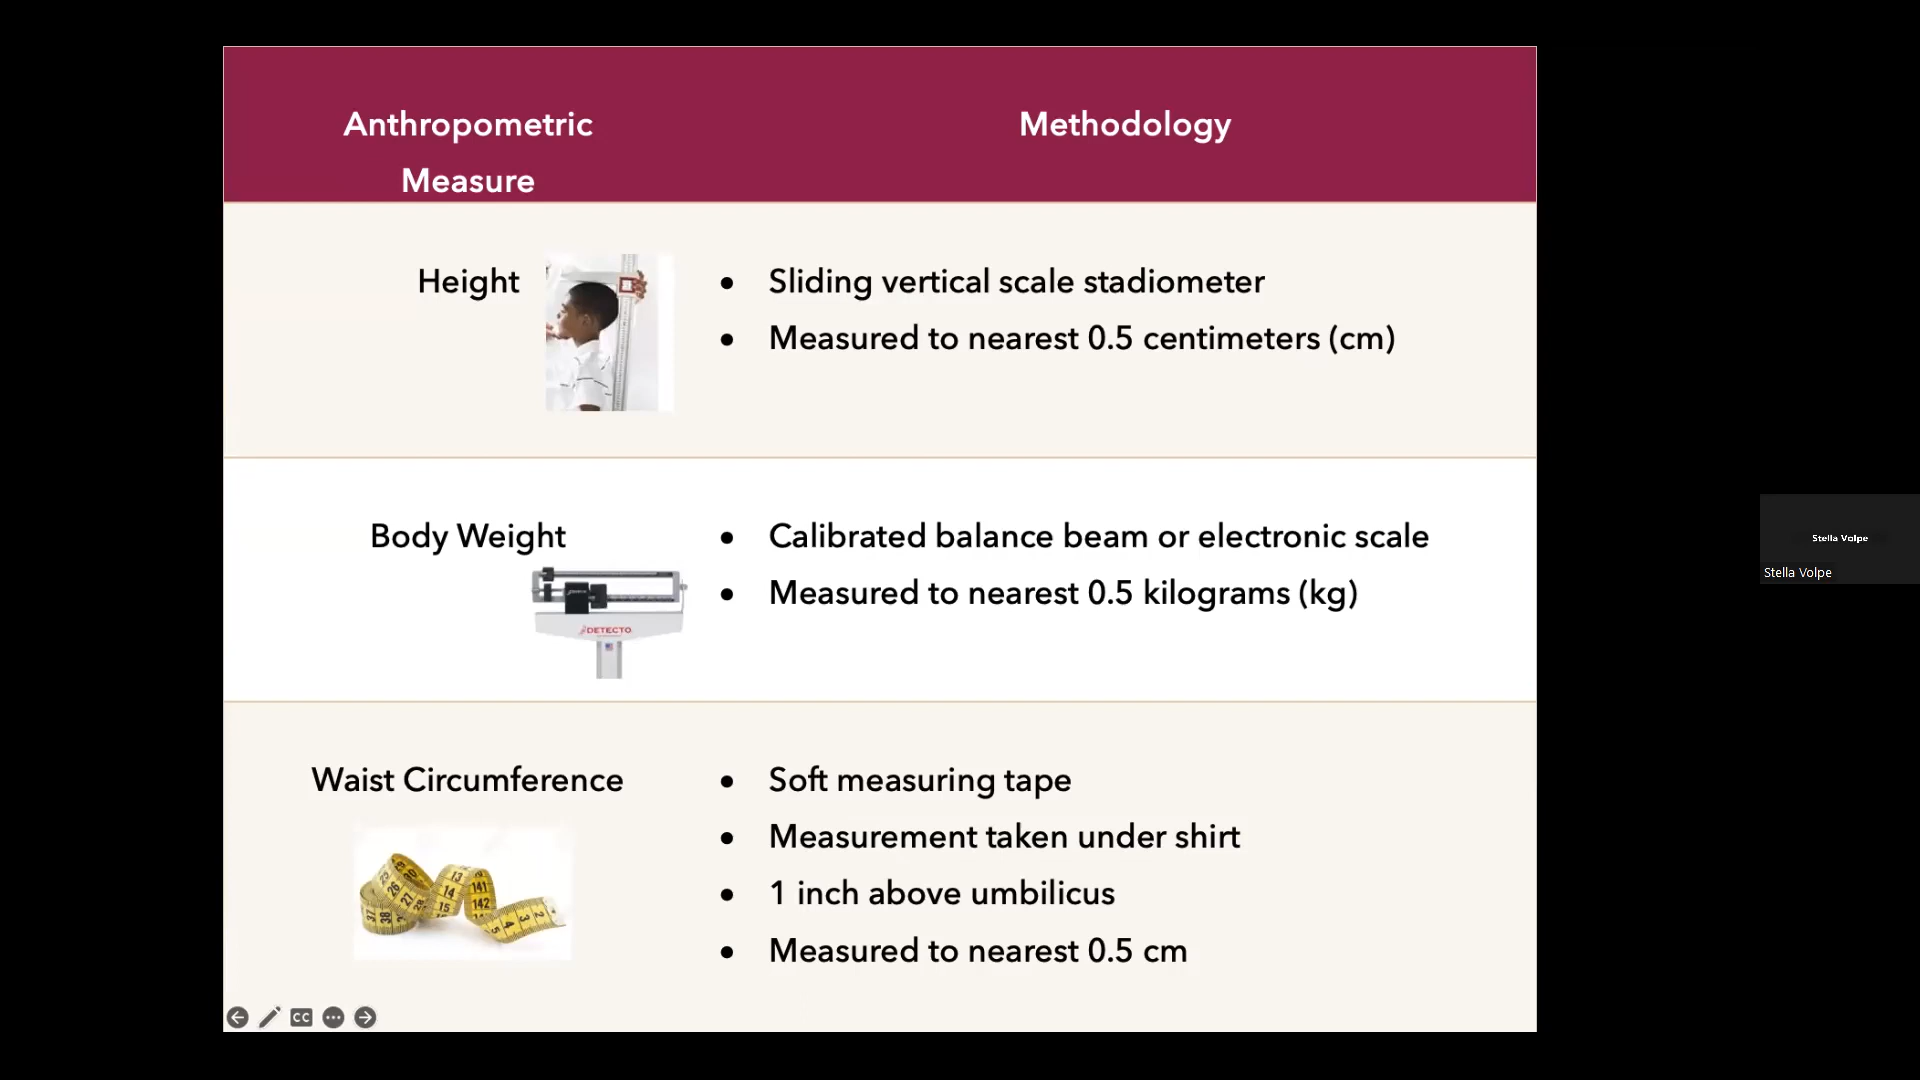 Anthropometric
Measure
Methodology
Height
• Sliding vertical scale stadiometer
• Measured to nearest 0.5 centimeters (cm)
Body Weight
DETECTO
• Calibrated balance beam or electronic scale
• Measured to nearest 0.5 kilograms (kg)
Waist Circumference
• Soft measuring tape
• Measurement taken under shirt
• 1 inch above umbilicus
• Measured to nearest 0.5 cm
CC
Stella Volpe
Stella Volpe